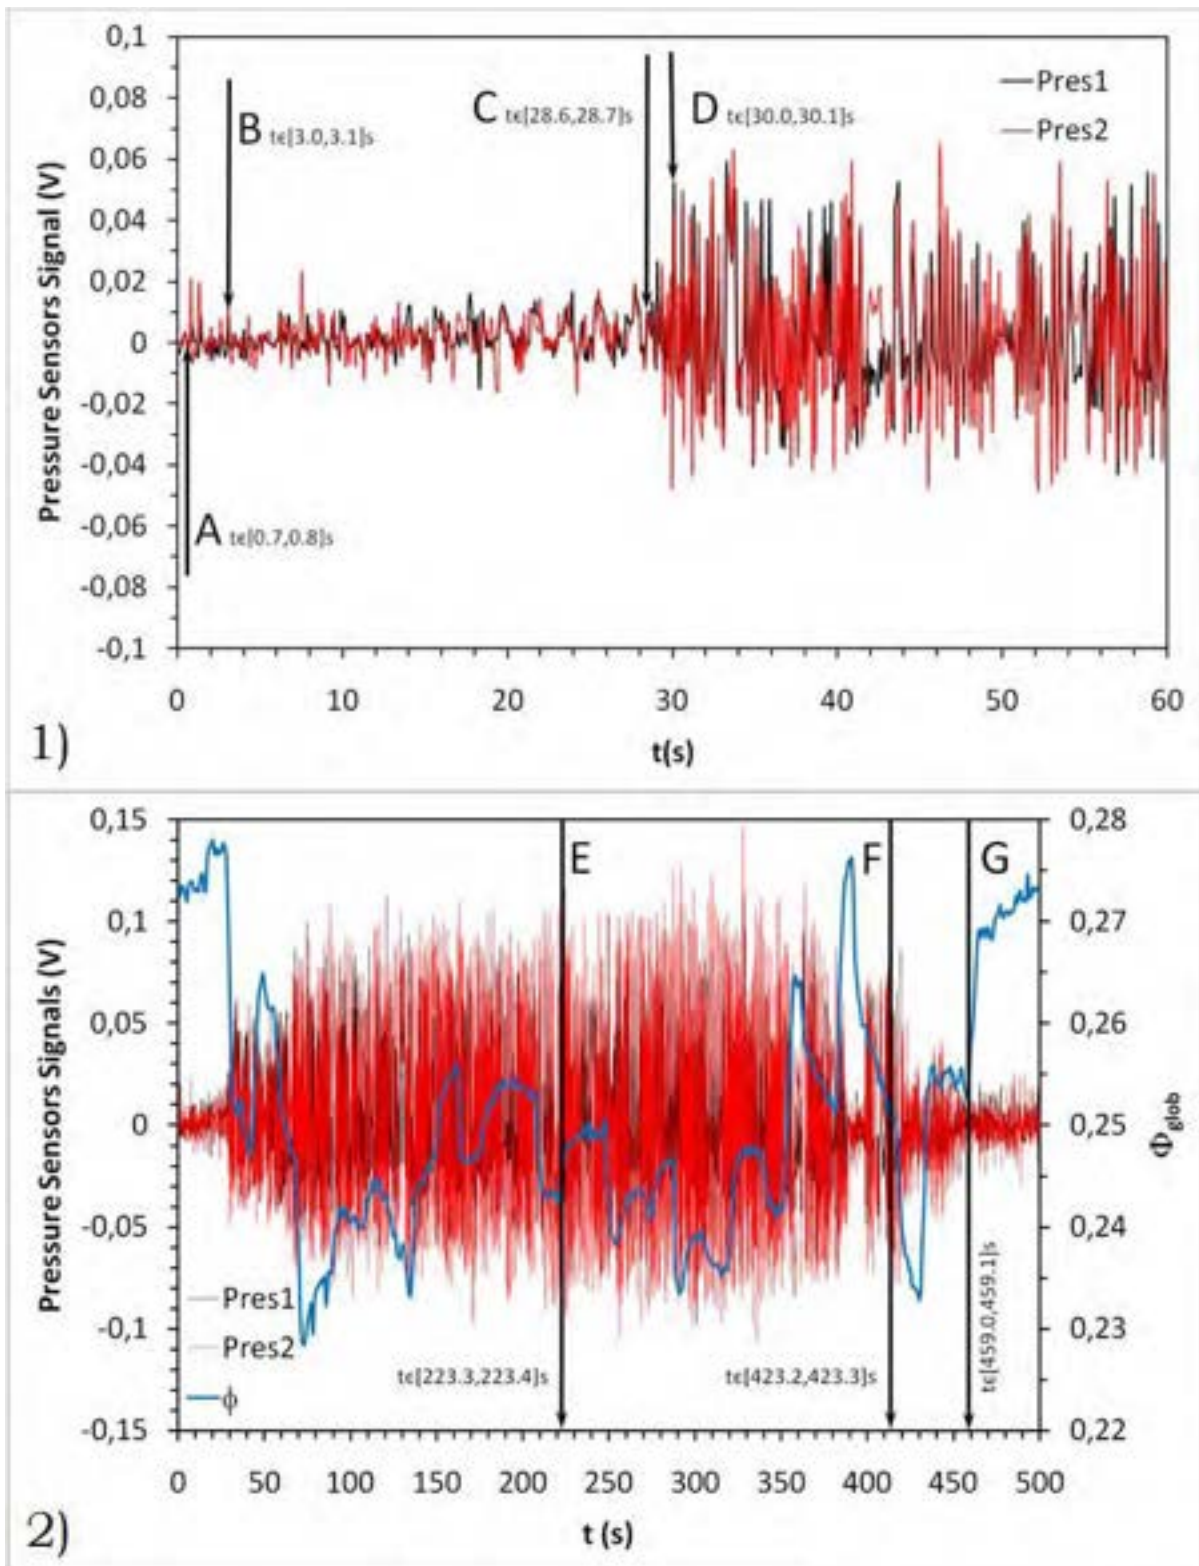 0,1
0,08
0,06
0,04
0,02
0
-0,02
-0,04
-0,06
-0,08
-0,1
Pressure Sensors Signal (V)
B tϵ[3.0,3.1]s
C tϵ[28.6,28.7]s
D tϵ[30.0,30.1]s
Pres1
Pres2
A tϵ[0.7,0.8]s
0 10 20 30 40 50 60
t(s)
1)
0,15
0,1
0,05
0
-0,05
-0,1
-0,15
Pressure Sensors Signals (V)
E
F
G
0,28
0,27
0,26
0,25
0,24
0,23
0,22
Φglob
Pres1
Pres2
ϕ
tϵ[223.3,223.4]s
tϵ[423.2,423.3]s
tϵ[459.0,459.1]s
0 50 100 150 200 250 300 350 400 450 500
t (s)
2)